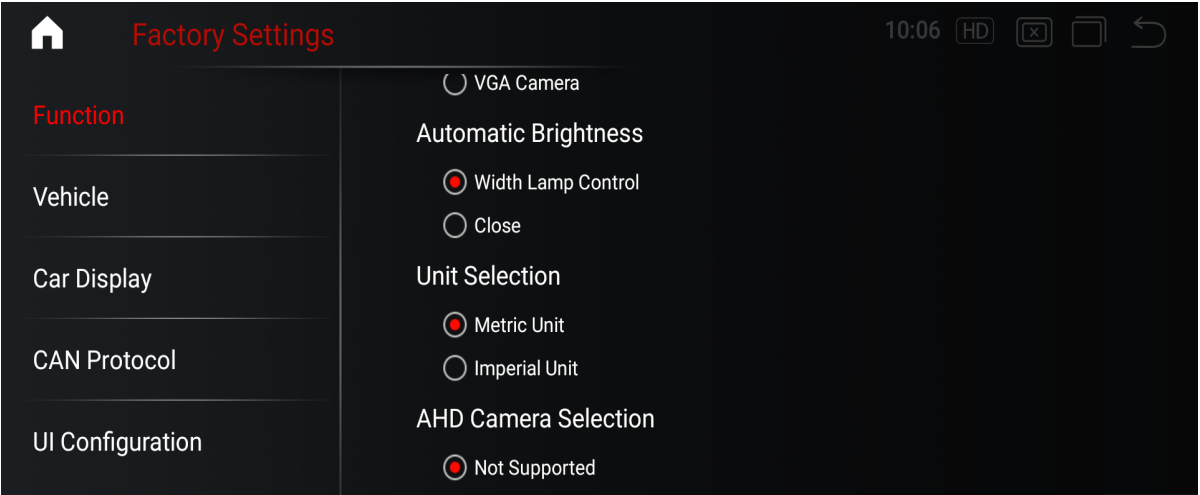 Factory Settings
10:06 HD
Function
Vehicle
Car Display
CAN Protocol
UI Configuration
VGA Camera
Automatic Brightness
Width Lamp Control
Close
Unit Selection
Metric Unit
Imperial Unit
AHD Camera Selection
Not Supported